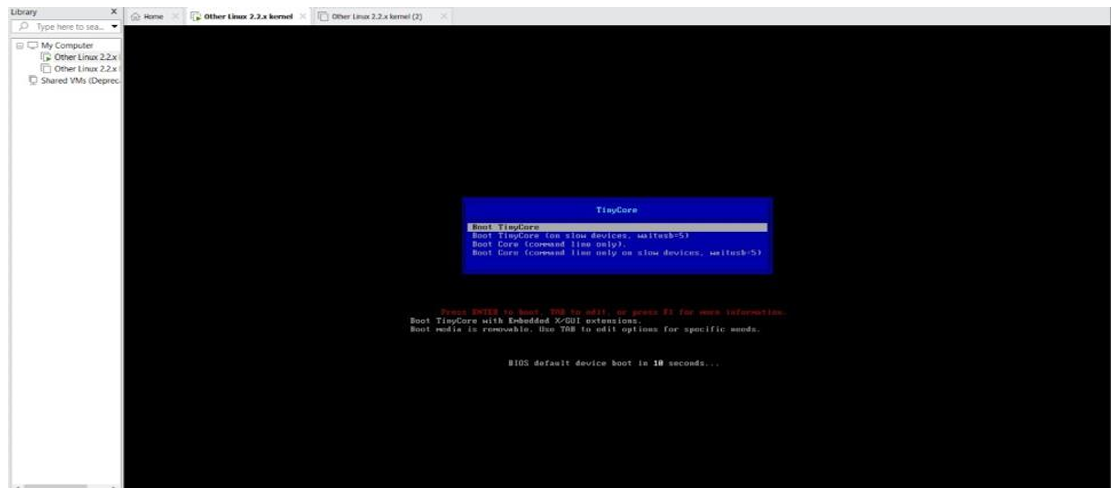 Library
Type here to sea...
My Computer
Other Linux 2.2.x
Other Linux 2.2.x
Shared VMs (Deprec
Home
Other Linux 2.2.x kernel
Other Linux 2.2.x kernel (2)
TinyCore
Boot TinyCore
Boot TinyCore (on slow devices, waitusb=5)
Boot Core (command line only).
Boot Core (command line only on slow devices, waitusb=5)
Press ENTER to boot, TAB to edit, or press F1 for more information.
Boot TinyCore with Embedded X/GUI extensions.
Boot media is removable. Use TAB to edit options for specific needs.
BIOS default device boot in 10 seconds...